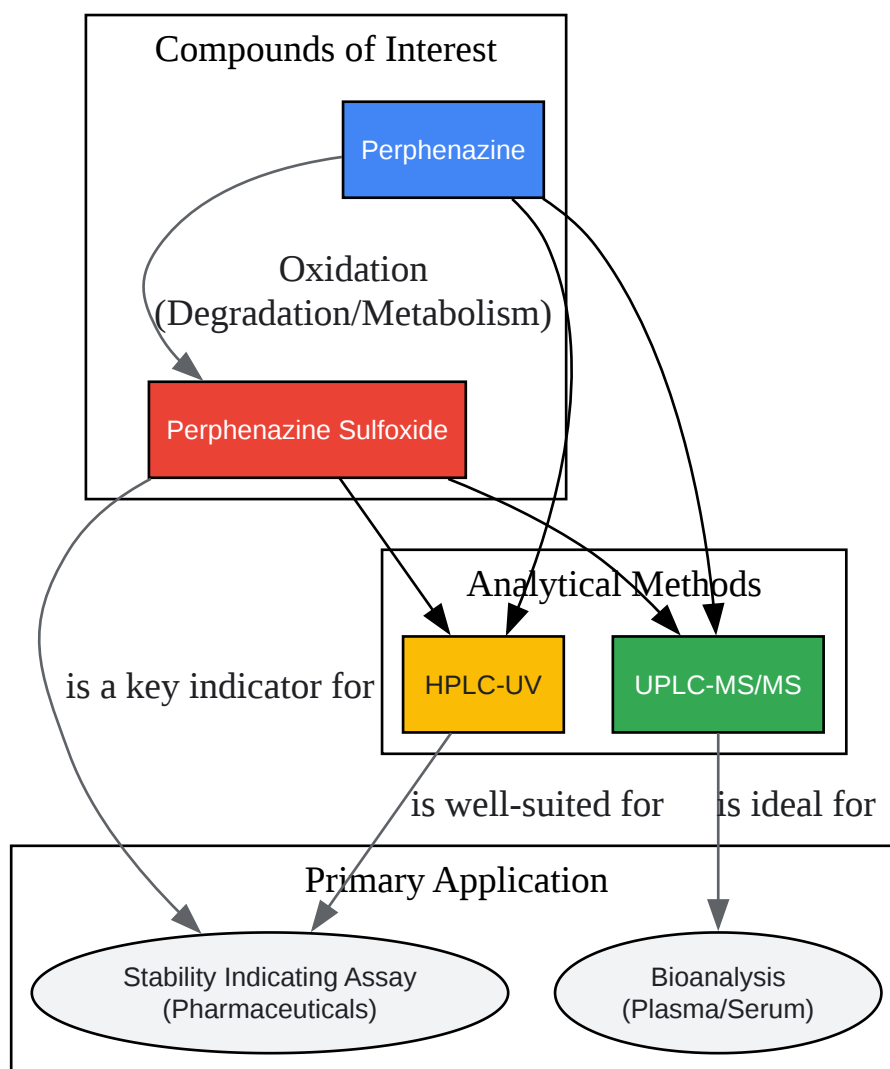 Compounds of Interest
Perphenazine
Oxidation
(Degradation/Metabolism)
Perphenazine Sulfoxide
Analytical Methods
is a key indicator for
HPLC-UV
UPLC-MS/MS
is well-suited for
is ideal for
Primary Application
Stability Indicating Assay
(Pharmaceuticals)
Bioanalysis
(Plasma/Serum)